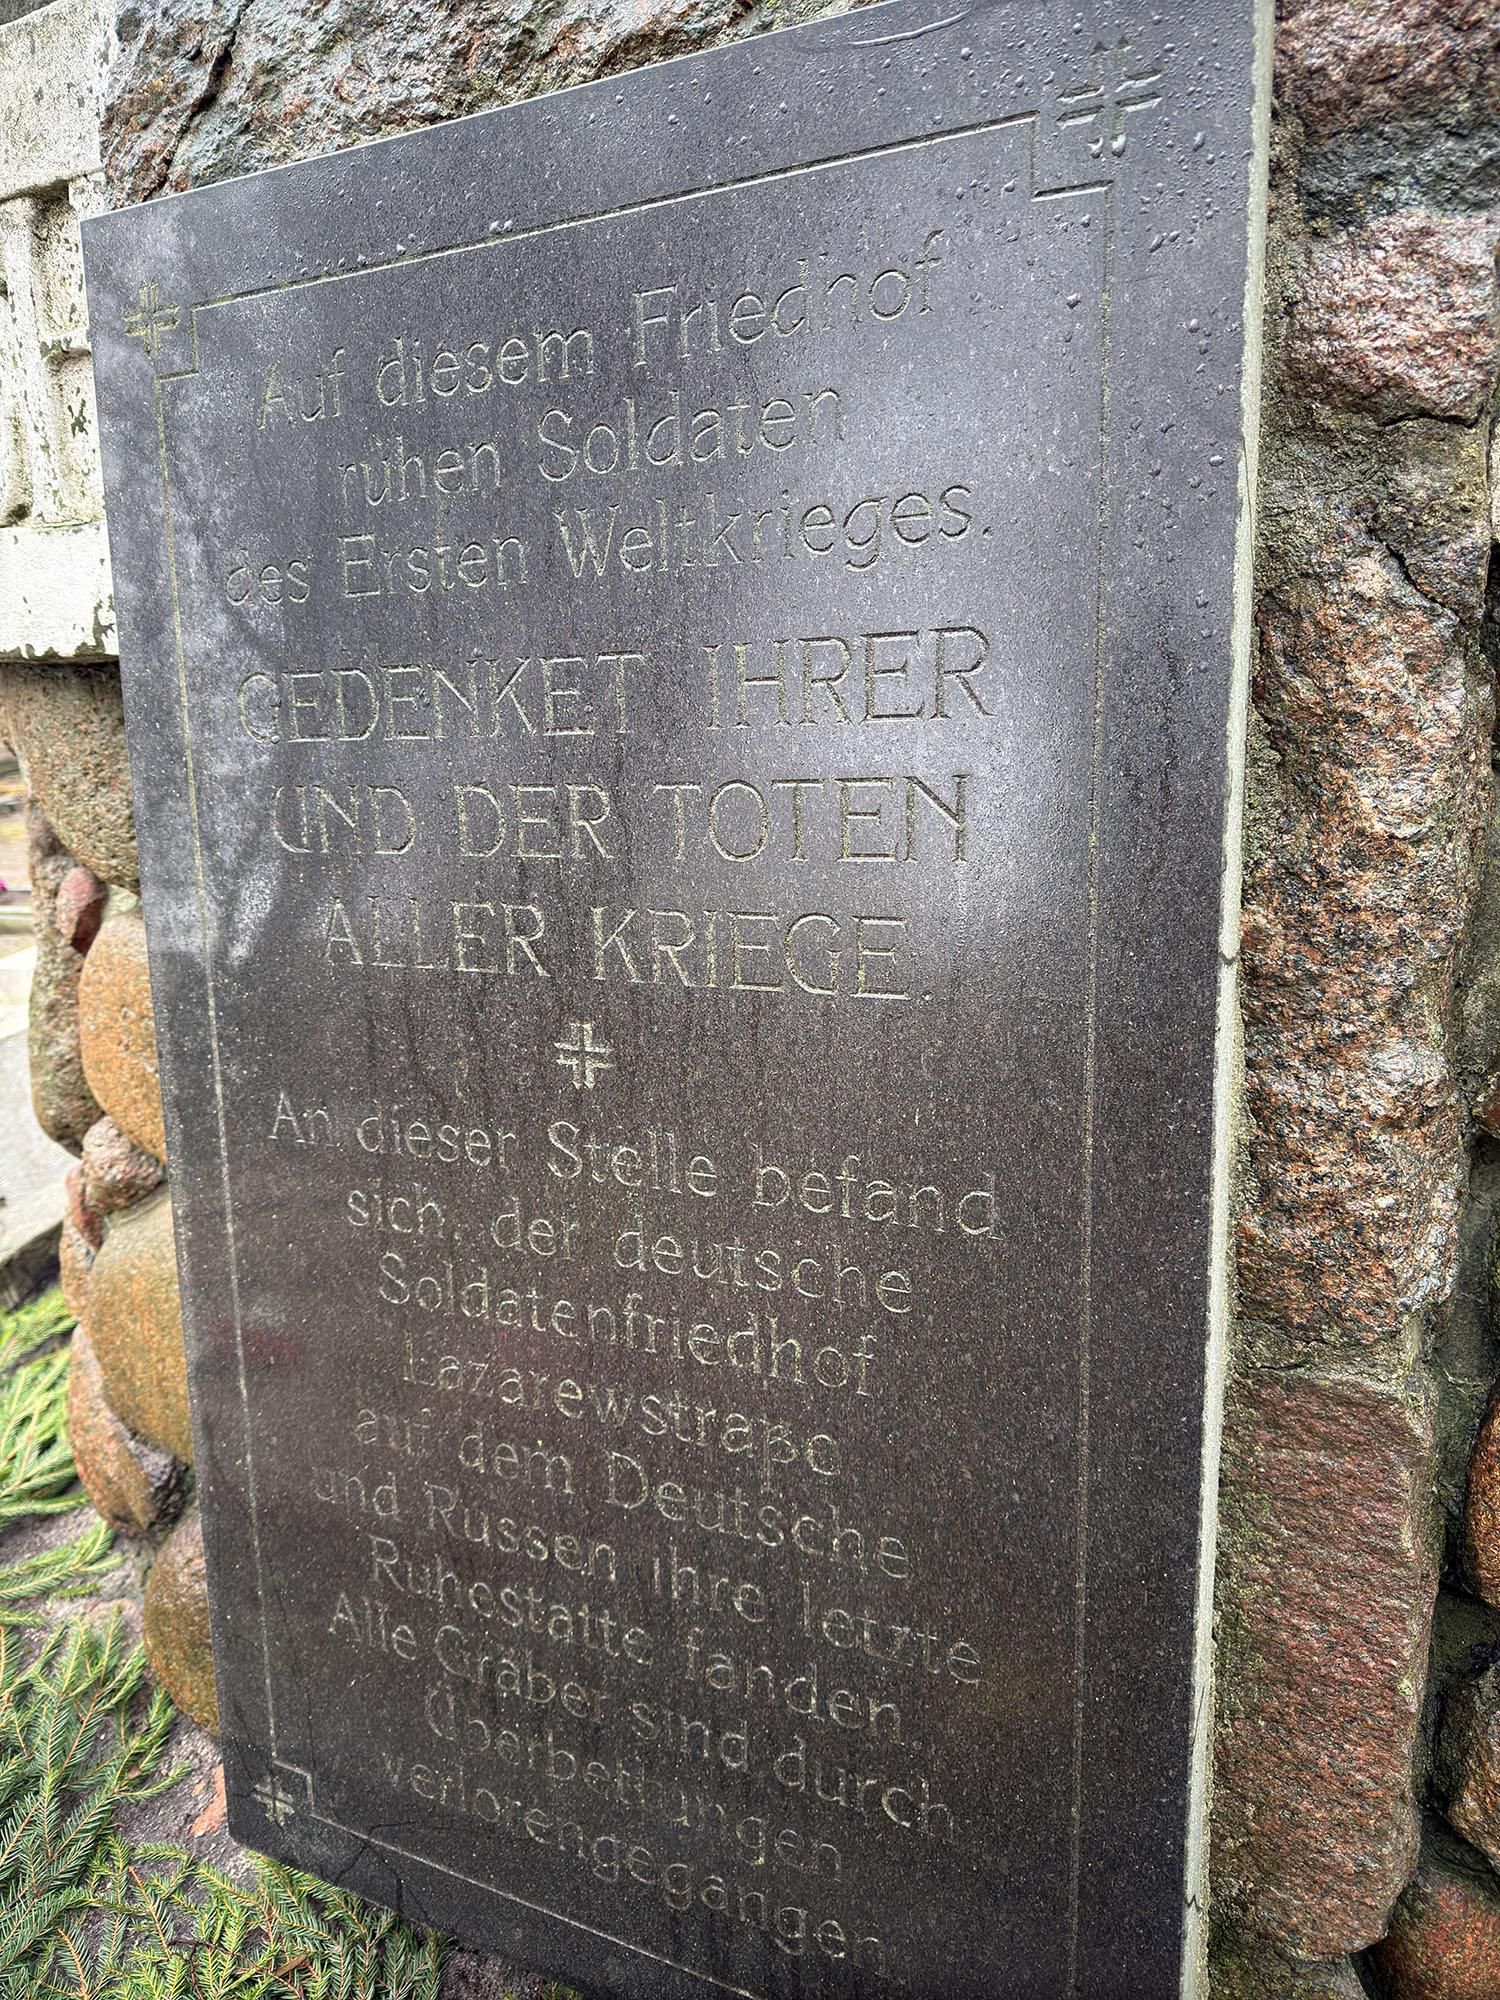 Auf diesem Friedhof
ruhen Soldaten
des Ersten Weltkrieges.
GEDENKET IHRER
UND DER TOTEN
ALLER KRIEGE.
An dieser Stelle befand
sich der deutsche
Soldatenfriedhof
Lazarewstraße
auf dem Deutsche
und Russen ihre letzte
Ruhestätte fanden
Alle Gräber sind durch
Überbettungen
verlorengegangen